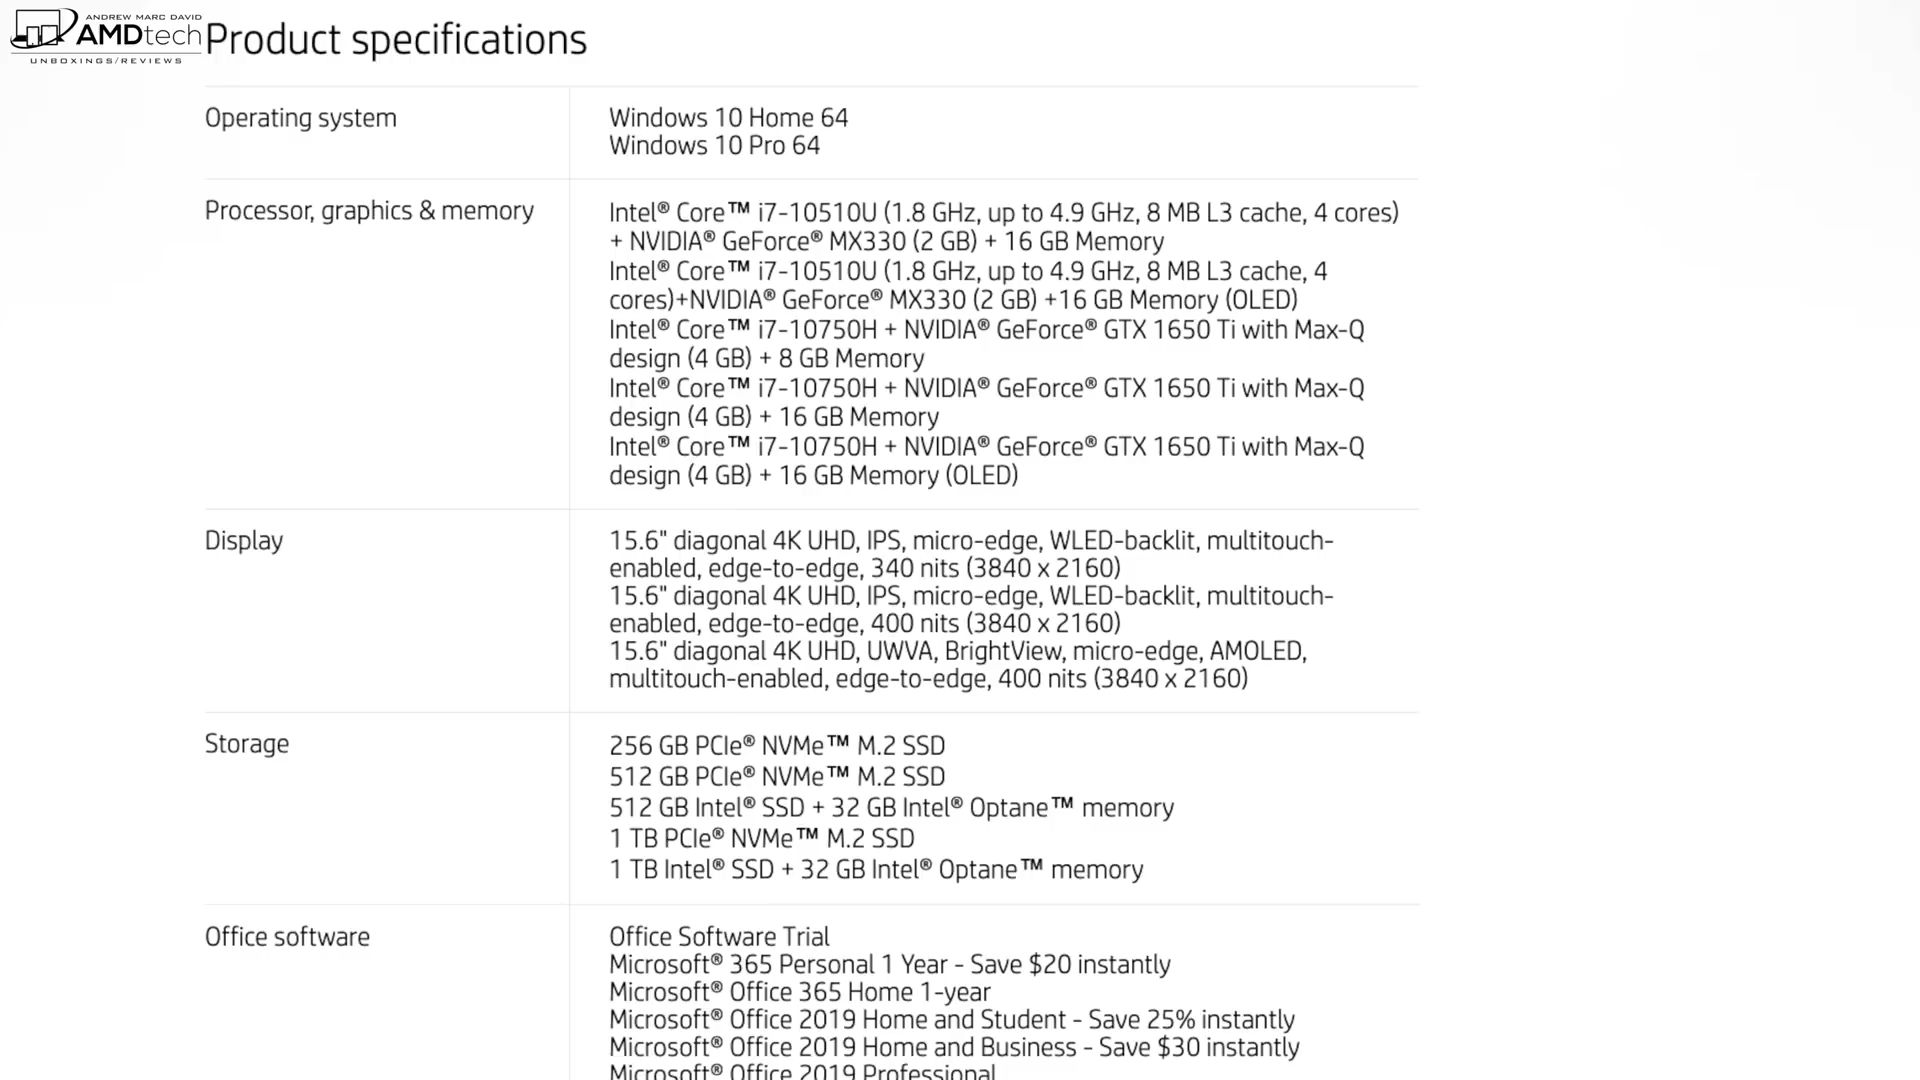 ANDREW MARC DAVID
AMDtech
UNBOXINGS/REVIEWS
Product specifications
Operating system
Windows 10 Home 64
Windows 10 Pro 64
Processor, graphics & memory
Intel® Core™ i7-10510U (1.8 GHz, up to 4.9 GHz, 8 MB L3 cache, 4 cores)
+ NVIDIA® GeForce® MX330 (2 GB) + 16 GB Memory
Intel® Core™ i7-10510U (1.8 GHz, up to 4.9 GHz, 8 MB L3 cache, 4
cores)+NVIDIA® GeForce® MX330 (2 GB) +16 GB Memory (OLED)
Intel® Core™ i7-10750H + NVIDIA® GeForce® GTX 1650 Ti with Max-Q
design (4 GB) + 8 GB Memory
Intel® Core™ i7-10750H + NVIDIA® GeForce® GTX 1650 Ti with Max-Q
design (4 GB) + 16 GB Memory
Intel® Core™ i7-10750H + NVIDIA® GeForce® GTX 1650 Ti with Max-Q
design (4 GB) + 16 GB Memory (OLED)
Display
15.6" diagonal 4K UHD, IPS, micro-edge, WLED-backlit, multitouch-
enabled, edge-to-edge, 340 nits (3840 x 2160)
15.6" diagonal 4K UHD, IPS, micro-edge, WLED-backlit, multitouch-
enabled, edge-to-edge, 400 nits (3840 x 2160)
15.6" diagonal 4K UHD, UWVA, BrightView, micro-edge, AMOLED,
multitouch-enabled, edge-to-edge, 400 nits (3840 x 2160)
Storage
256 GB PCIe® NVMe™ M.2 SSD
512 GB PCIe® NVMe™ M.2 SSD
512 GB Intel® SSD + 32 GB Intel® Optane™ memory
1 TB PCIe® NVMe™ M.2 SSD
1 TB Intel® SSD + 32 GB Intel® Optane™ memory
Office software
Office Software Trial
Microsoft® 365 Personal 1 Year - Save $20 instantly
Microsoft® Office 365 Home 1-year
Microsoft® Office 2019 Home and Student - Save 25% instantly
Microsoft® Office 2019 Home and Business - Save $30 instantly
Microsoft® Office 2019 Professional